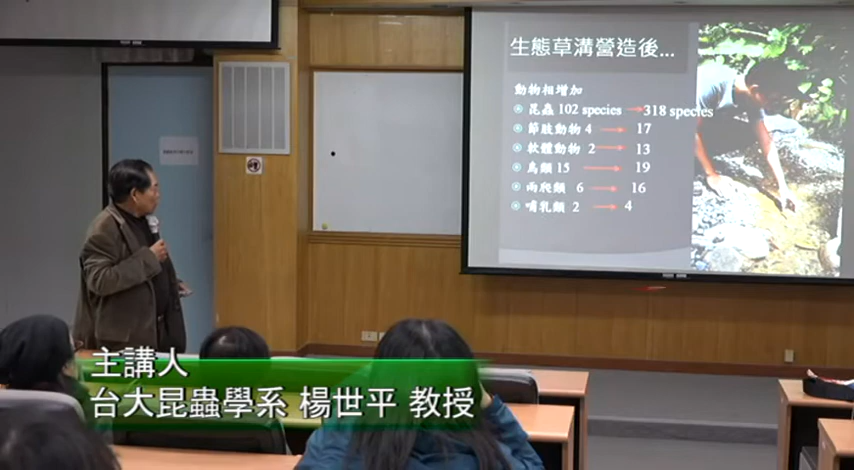 生態草溝營造後...
動物相增加
昆蟲 102 species → 318 species
節肢動物 4 → 17
軟體動物 2 → 13
鳥類 15 → 19
兩爬類 6 → 16
哺乳類 2 → 4
主講人
台大昆蟲學系 楊世平 教授